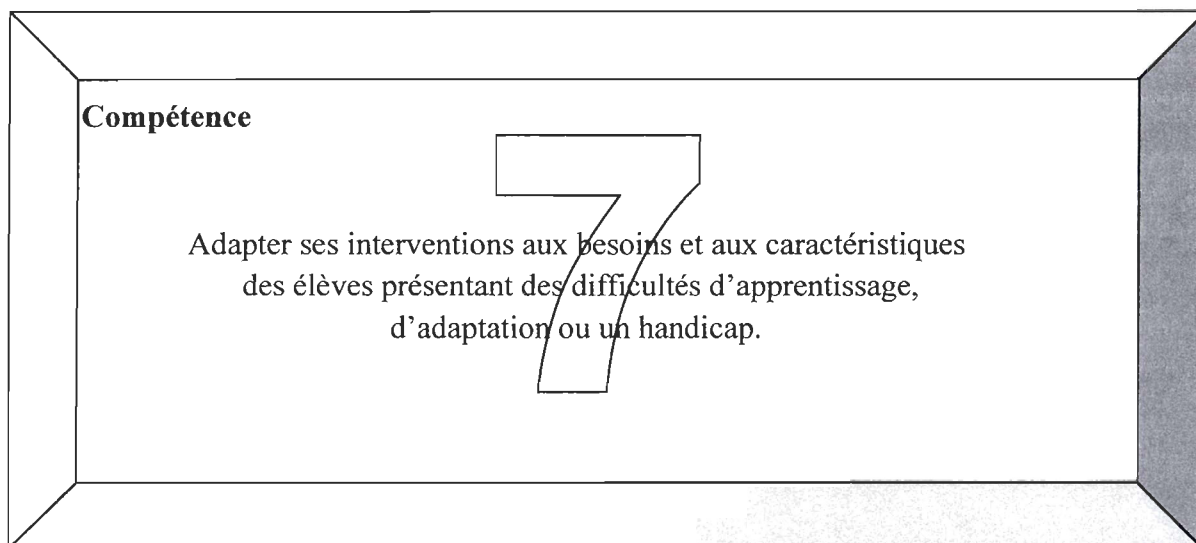 Compétence
7
Adapter ses interventions aux besoins et aux caractéristiques
des élèves présentant des difficultés d'apprentissage,
d'adaptation ou un handicap.